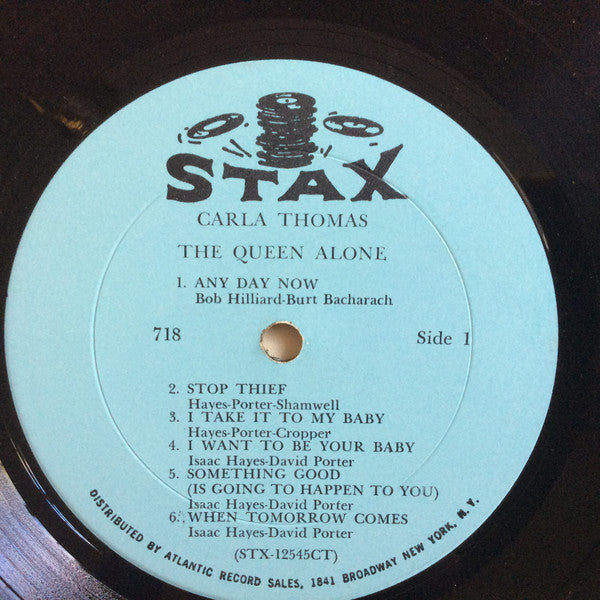 STAX
CARLA THOMAS
THE QUEEN ALONE
1. ANY DAY NOW
Bob Hilliard-Burt Bacharach
718
Side 1
2. STOP THIEF
Hayes-Porter-Shamwell
3. I TAKE IT TO MY BABY
Hayes-Porter-Cropper
4. I WANT TO BE YOUR BABY
Isaac Hayes-David Porter
5. SOMETHING GOOD
(IS GOING TO HAPPEN TO YOU)
Isaac Hayes-David Porter
6. WHEN TOMORROW COMES
Isaac Hayes-David Porter
(STX-12545CT)
DISTRIBUTED BY ATLANTIC RECORD SALES, 1841 BROADWAY NEW YORK, N. Y.